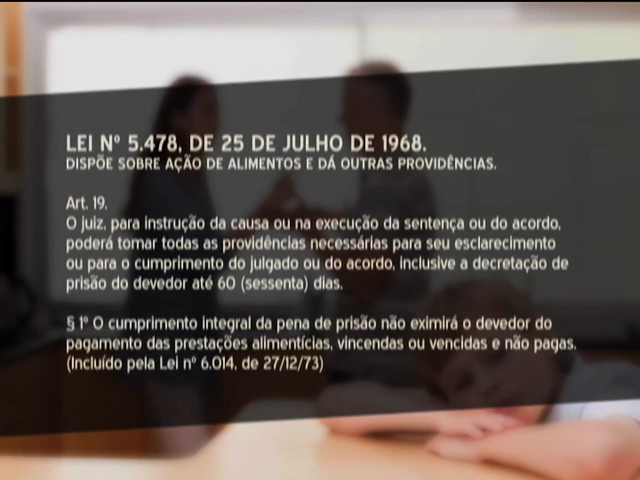 LEI Nº 5.478, DE 25 DE JULHO DE 1968.
DISPÕE SOBRE AÇÃO DE ALIMENTOS E DÁ OUTRAS PROVIDÊNCIAS.
Art. 19.
O juiz, para instrução da causa ou na execução da sentença ou do acordo,
poderá tomar todas as providências necessárias para seu esclarecimento
ou para o cumprimento do julgado ou do acordo, inclusive a decretação de
prisão do devedor até 60 (sessenta) dias.
§ 1º O cumprimento integral da pena de prisão não eximirá o devedor do
pagamento das prestações alimentícias, vincendas ou vencidas e não pagas.
(Incluído pela Lei nº 6.014, de 27/12/73)